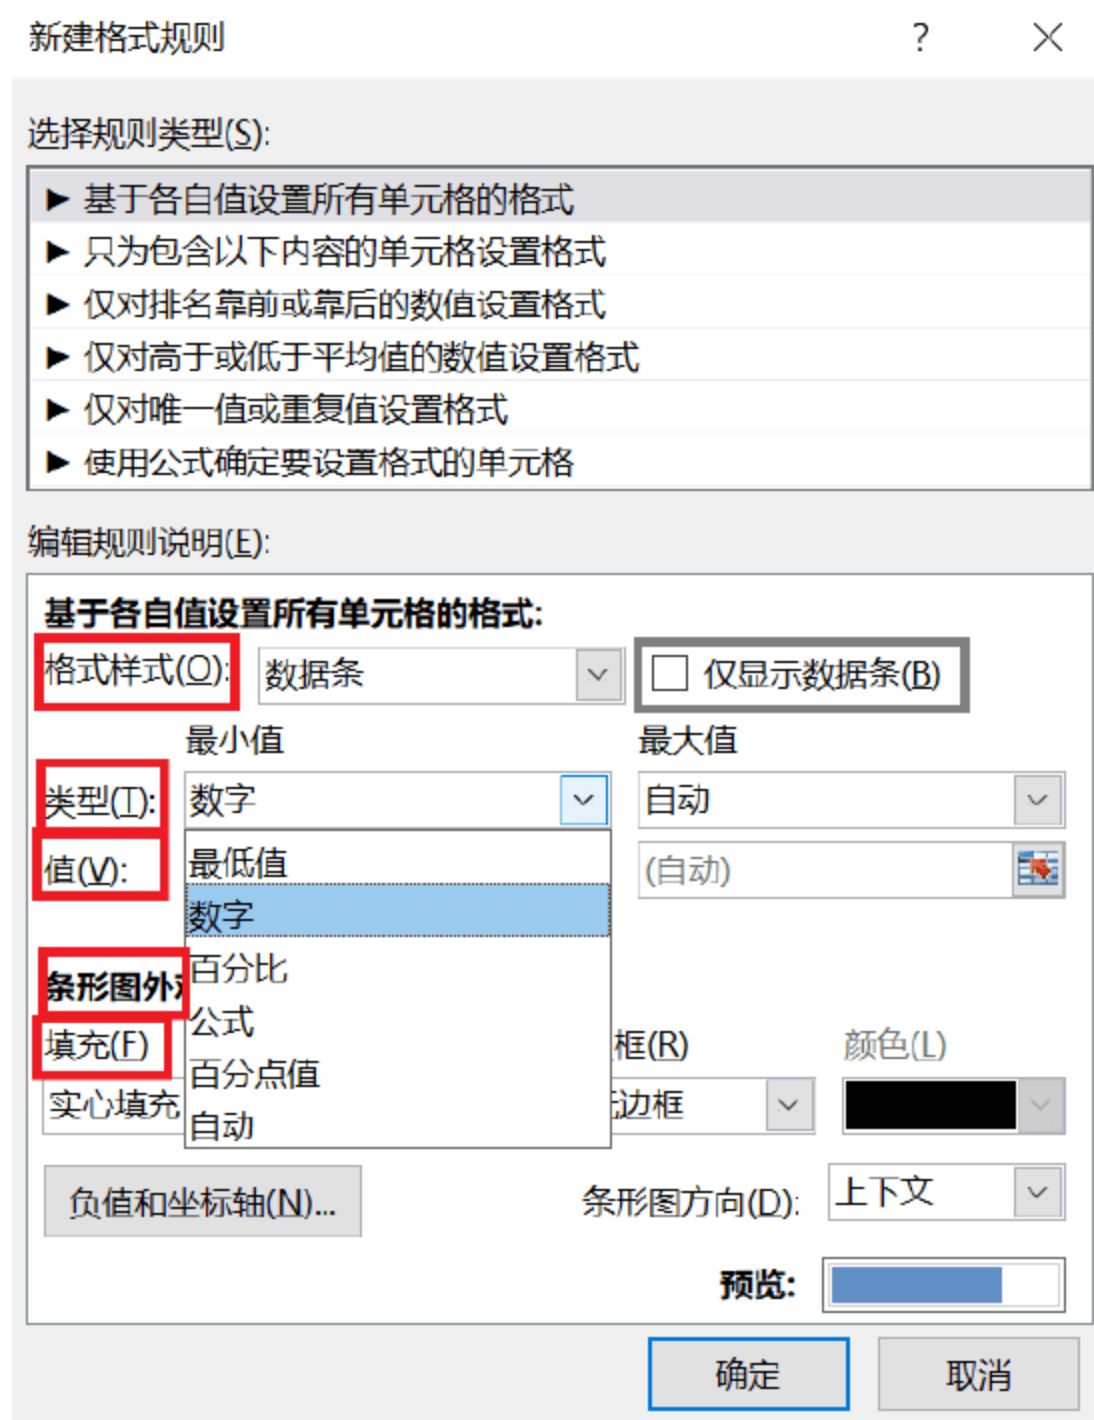 新建格式规则 ?
选择规则类型(S):
▶ 基于各自值设置所有单元格的格式
▶ 只为包含以下内容的单元格设置格式
▶ 仅对排名靠前或靠后的数值设置格式
▶ 仅对高于或低于平均值的数值设置格式
▶ 仅对唯一值或重复值设置格式
▶ 使用公式确定要设置格式的单元格
编辑规则说明(E):
基于各自值设置所有单元格的格式:
格式样式(O): 数据条 仅显示数据条(B)
最小值 最大值
类型(T): 数字 自动
值(V): (自动)
最低值
数字
百分比
公式
百分点值
自动
条形图外
填充(F) 框(R) 颜色(L)
实心填充 边框
负值和坐标轴(N)... 条形图方向(D): 上下文
预览:
确定 取消